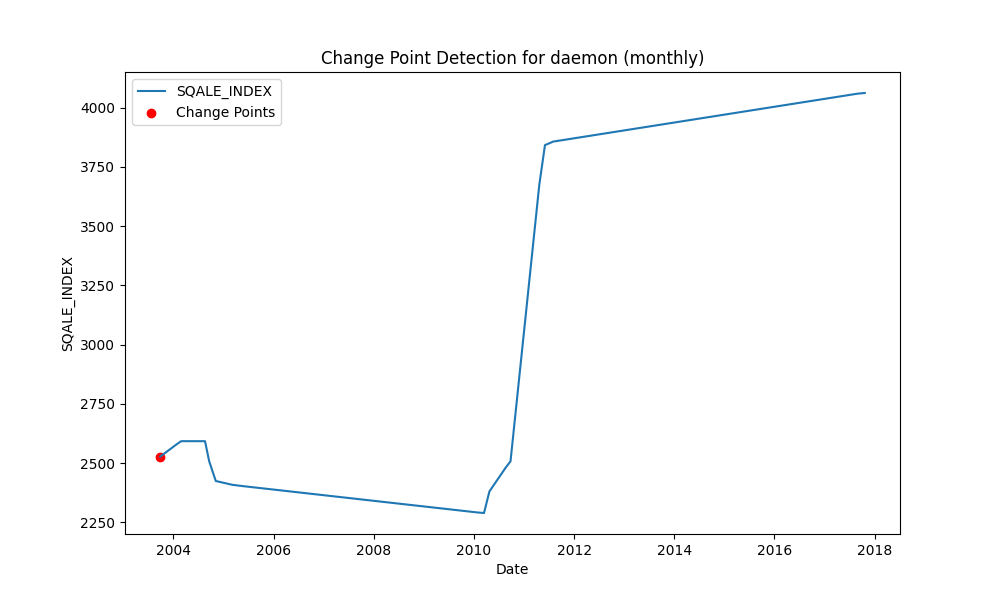 Change Point Detection for daemon (monthly)
SQALE_INDEX
Change Points
4000
3750
3500
3250
3000
2750
2500
2250
SQALE_INDEX
2004 2006 2008 2010 2012 2014 2016 2018
Date